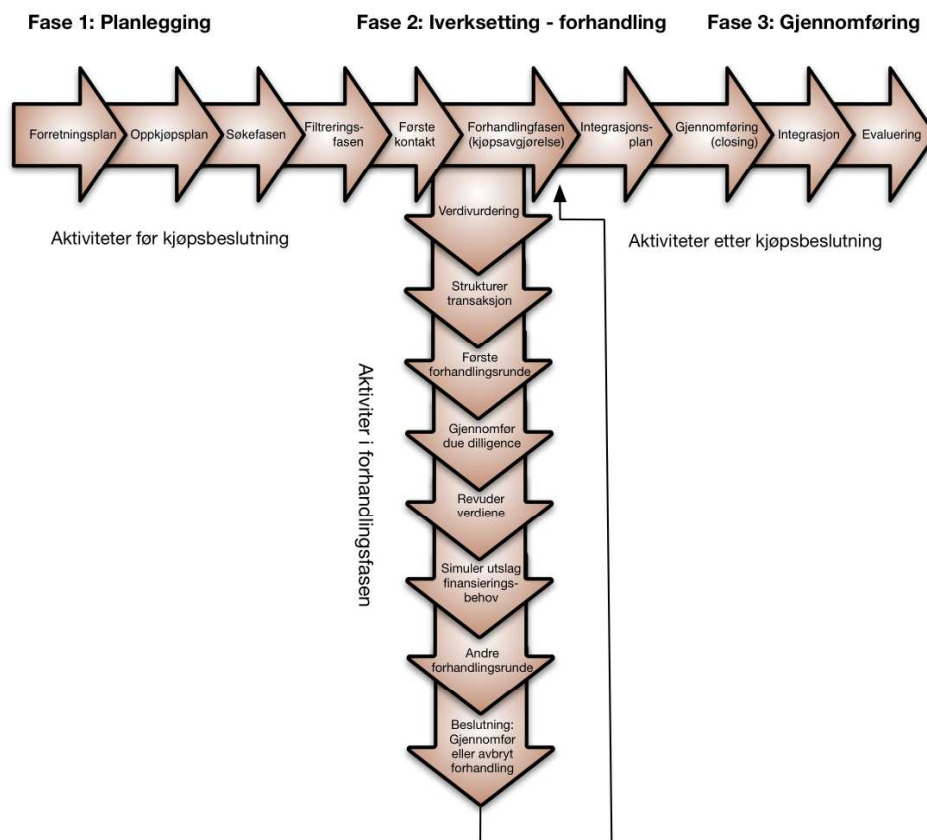 Fase 1: Planlegging
Fase 2: Iverksetting - forhandling
Fase 3: Gjennomføring
Forretningsplan
Oppkjøpsplan
Søkefasen
Filtrerings-
fasen
Første
kontakt
Forhandlingfasen
(kjøpsavgjørelse)
Integrasjons-
plan
Gjennomføring
(closing)
Integrasjon
Evaluering
Aktiviteter før kjøpsbeslutning
Aktiviteter etter kjøpsbeslutning
Aktiviter i forhandlingsfasen
Verdivurdering
Strukturer
transaksjon
Første
forhandlingsrunde
Gjennomfør
due dilligence
Revuder
verdiene
Simuler utslag
finansierings-
behov
Andre
forhandlingsrunde
Beslutning:
Gjennomfør
eller avbryt
forhandling